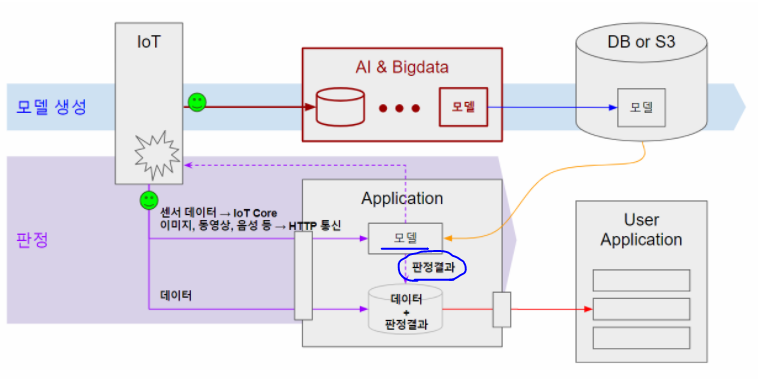 IoT
AI & Bigdata
DB or S3
모델 생성
모델
모델
Application
센서 데이터 → IoT Core
이미지, 동영상, 음성 등 → HTTP 통신
User
Application
판정
모델
판정결과
데이터
데이터
+
판정결과